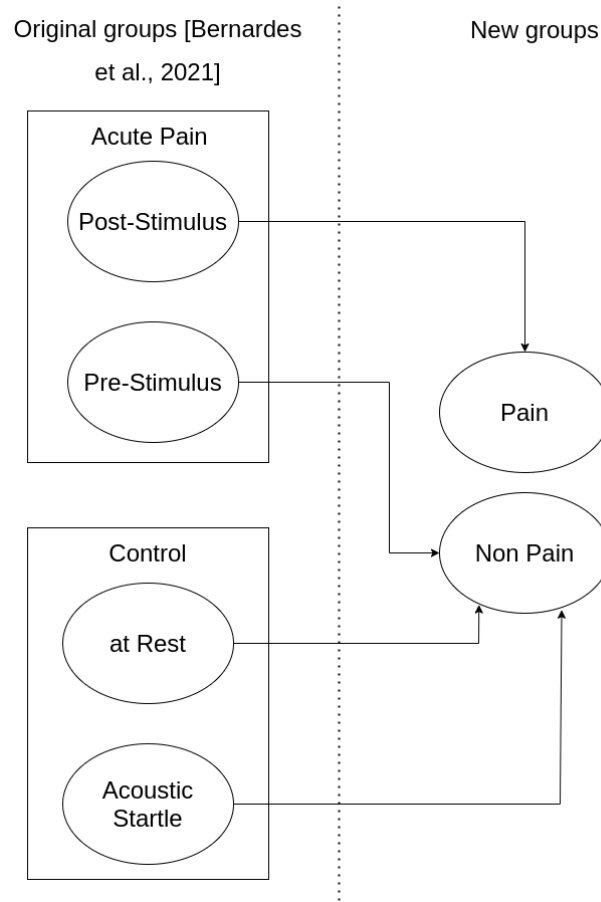 Original groups [Bernardes
et al., 2021]
New groups
Acute Pain
Post-Stimulus
Pre-Stimulus
Pain
Non Pain
Control
at Rest
Acoustic
Startle